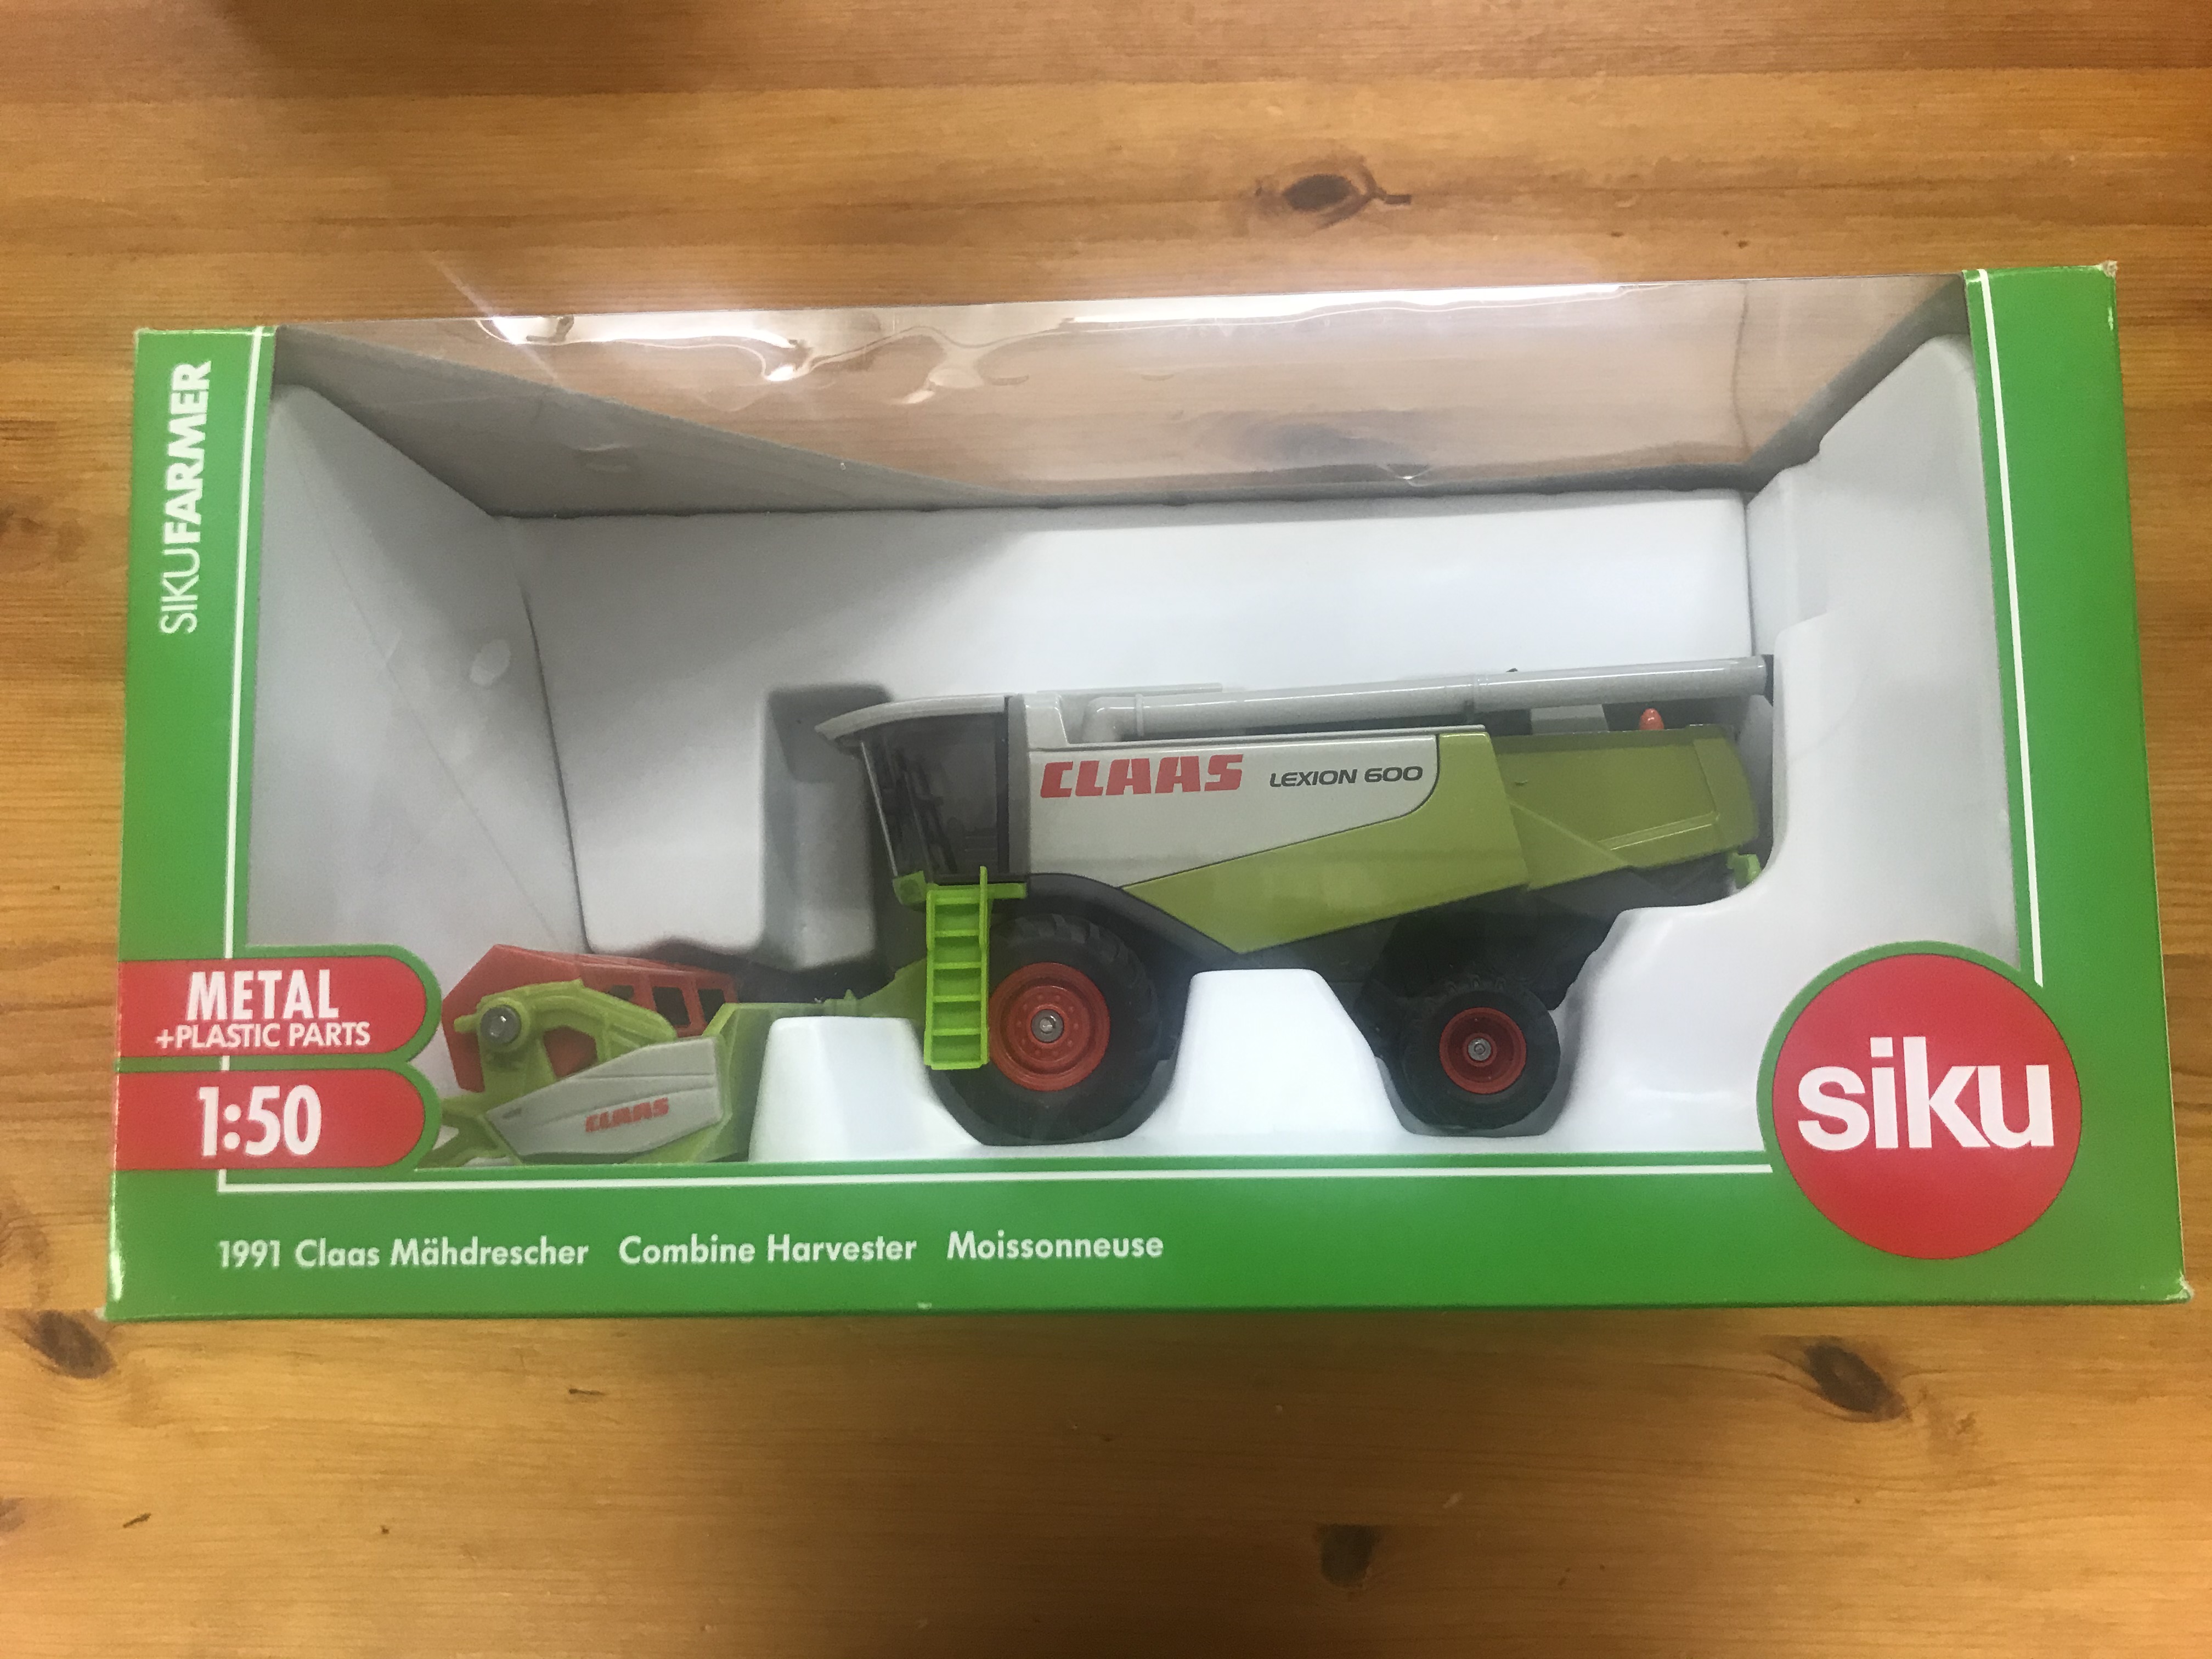 SIKUFARMER
CLAAS LEXION 600
METAL
+PLASTIC PARTS
1:50
CLAAS
siku
1991 Claas Mähdrescher Combine Harvester Moissonneuse